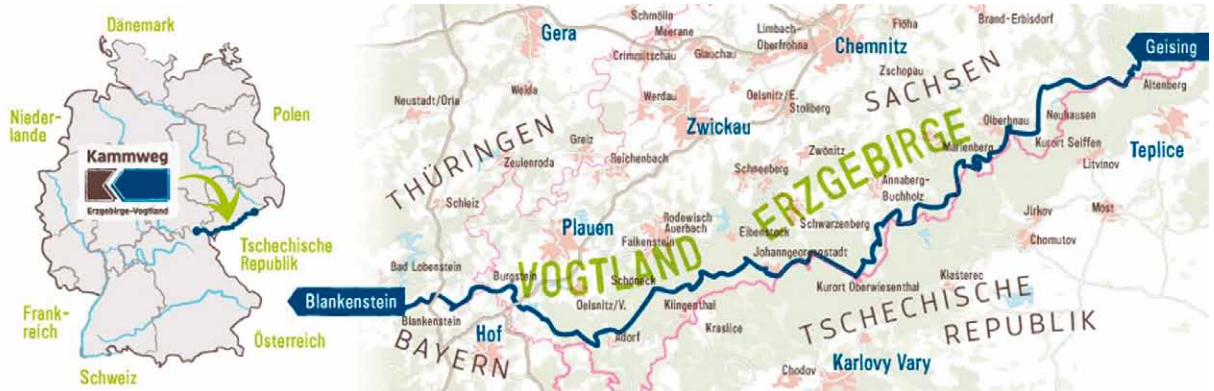 Dänemark
Nieder-
lande
Polen
Kammweg
Erzgebirge-Vogtland
Tschechische
Republik
Frank-
reich
Österreich
Schweiz
Schmölln
Meerane
Gera
Crimmitschau
Glauchau
Limbach-
Oberfrohna
Chemnitz
Flöha
Brand-Erbisdorf
Geising
Zschopau
SACHSEN
Altenberg
Neustadt/Orla
Weida
Werdau
Oelsnitz/E.
Stollberg
Zwickau
Olbernhau
Neuhausen
THÜRINGEN
Greiz
Zeulenroda
Reichenbach
Zwönitz
Schneeberg
ERZGEBIRGE
Marienberg
Kurort Seiffen
Teplice
Litvinov
Annaberg-
Buchholz
Schleiz
Plauen
Rodewisch
Auerbach
Falkenstein
Eibenstock
Schwarzenberg
Jirkov
Most
Chomutov
Bad Lobenstein
VOGTLAND
Burgstein
Schöneck
Johanngeorgenstadt
Klasterec
Kurort Oberwiesenthal
Blankenstein
Blankenstein
Oelsnitz/V.
Klingenthal
TSCHECHISCHE
REPUBLIK
Hof
BAYERN
Adorf
Kraslice
Karlovy Vary
Chodov